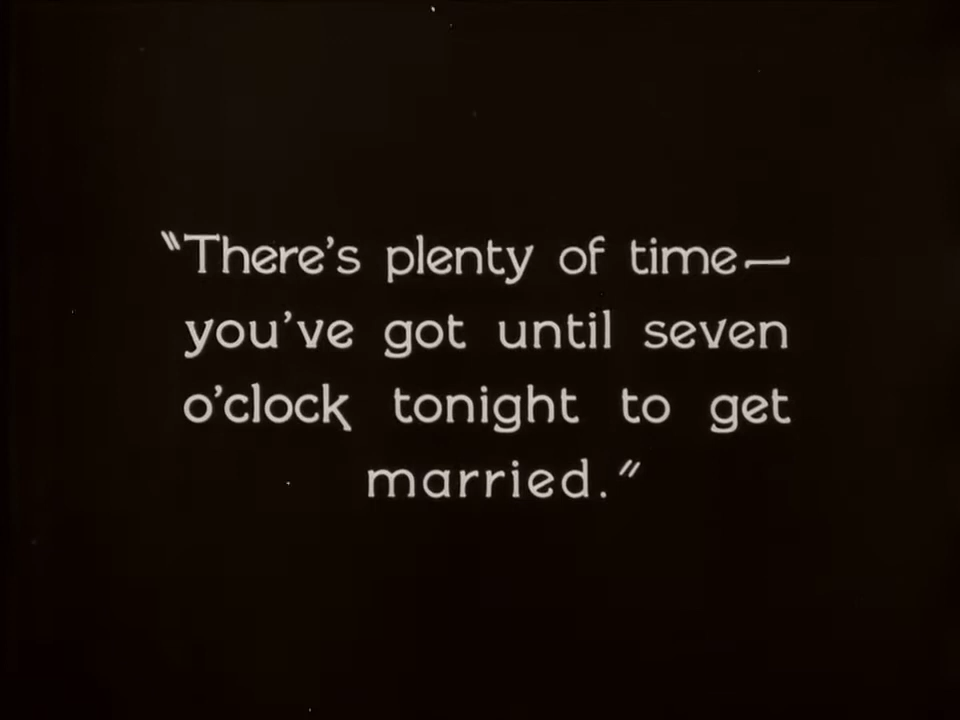 "There's plenty of time—
you've got until seven
o'clock tonight to get
married."